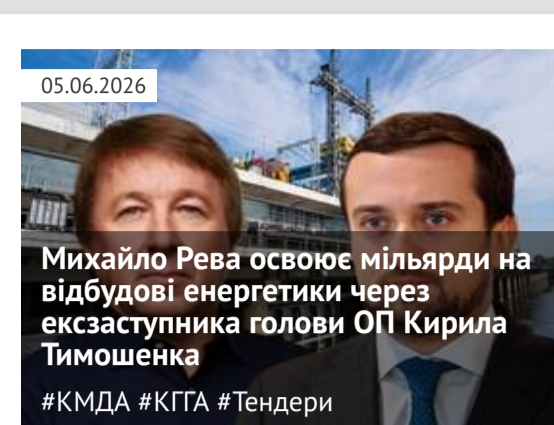 05.06.2026
Михайло Рева освоює мільярди на
відбудові енергетики через
ексзаступника голови ОП Кирила
Тимошенка
#КМДА #КГГА #Тендери